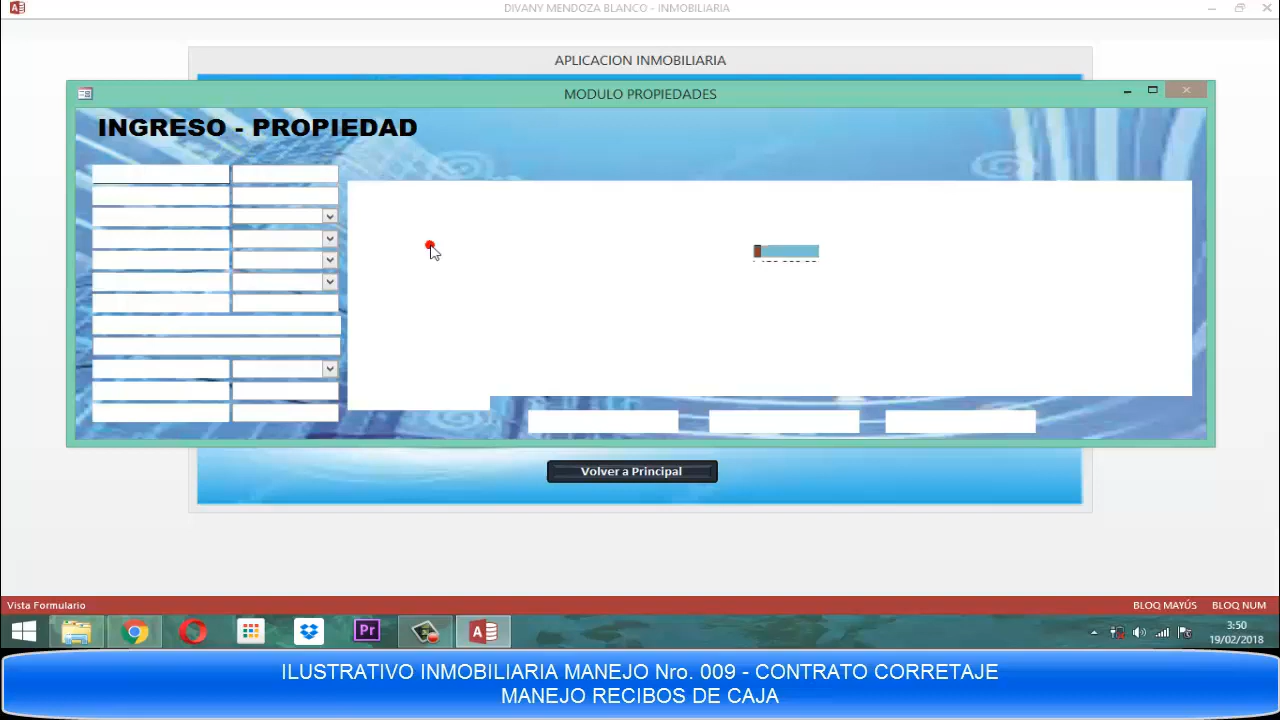 DIVANY MENDOZA BLANCO - INMOBILIARIA
APLICACION INMOBILIARIA
MODULO PROPIEDADES
INGRESO - PROPIEDAD
Volver a Principal
Vista Formulario
BLOQ MAYÚS
BLOQ NUM
Pr
3:50
19/02/2018
ILUSTRATIVO INMOBILIARIA MANEJO Nro. 009 - CONTRATO CORRETAJE
MANEJO RECIBOS DE CAJA